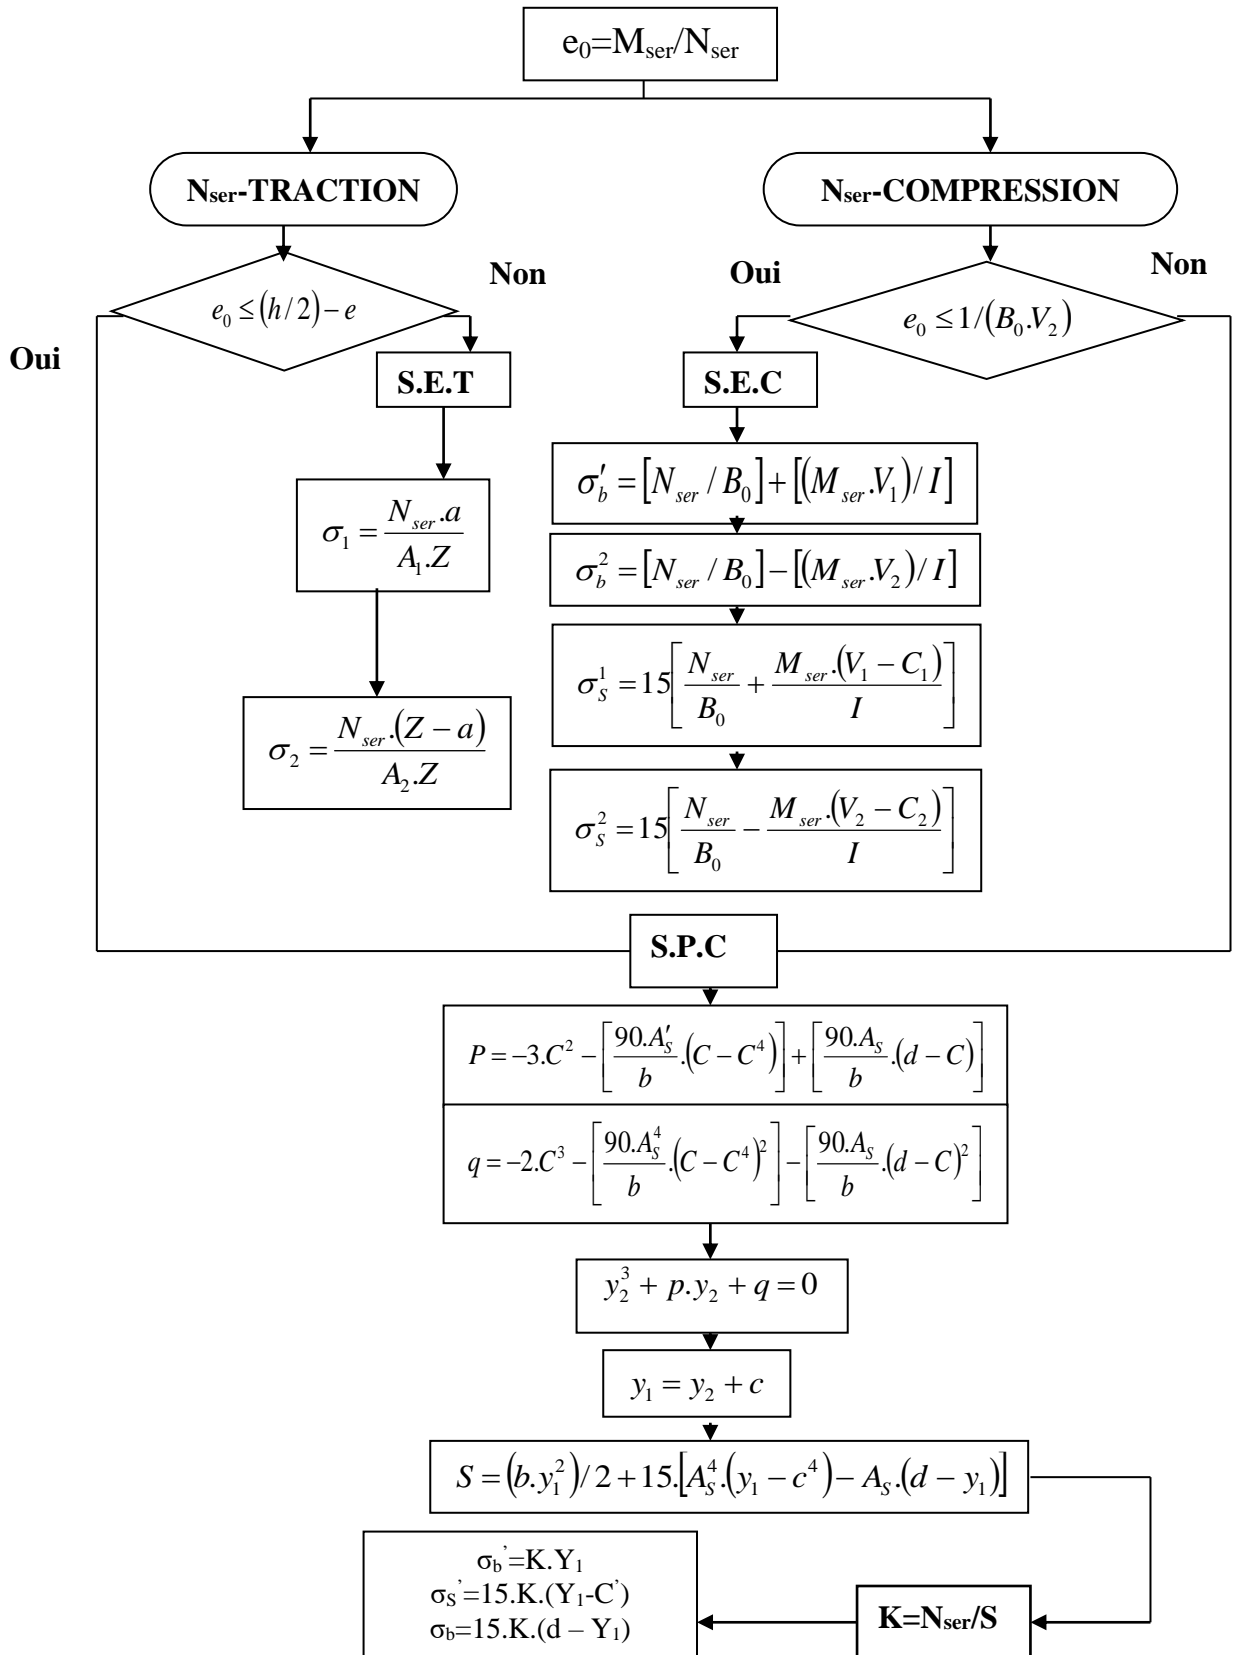 e₀=Mser/Nser
Nser-TRACTION
Nser-COMPRESSION
Non
Oui
Non
e₀ ≤ (h/2) − e
e₀ ≤ 1/(B₀.V₂)
Oui
S.E.T
S.E.C
σ′b = [Nser / B₀] + [(Mser.V₁)/ I]
σ₁ = Nser.a / A₁.Z
σ²b = [Nser / B₀] − [(Mser.V₂)/ I]
σ¹S = 15[Nser / B₀ + Mser.(V₁ − C₁) / I]
σ₂ = Nser.(Z − a) / A₂.Z
σ²S = 15[Nser / B₀ − Mser.(V₂ − C₂) / I]
S.P.C
P = −3.C² − [90.A′S / b .(C − C⁴)] + [90.AS / b .(d − C)]
q = −2.C³ − [90.A⁴S / b .(C − C⁴)²] − [90.AS / b .(d − C)²]
y₂³ + p.y₂ + q = 0
y₁ = y₂ + c
S = (b.y₁²)/2 + 15.[A⁴S.(y₁ − c⁴) − AS.(d − y₁)]
σb’=K.Y₁
σS’=15.K.(Y₁-C’)
σb=15.K.(d – Y₁)
K=Nser/S